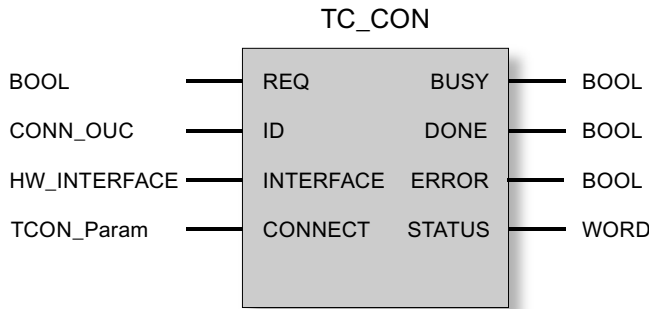 TC_CON
BOOL REQ BUSY BOOL
CONN_OUC ID DONE BOOL
HW_INTERFACE INTERFACE ERROR BOOL
TCON_Param CONNECT STATUS WORD